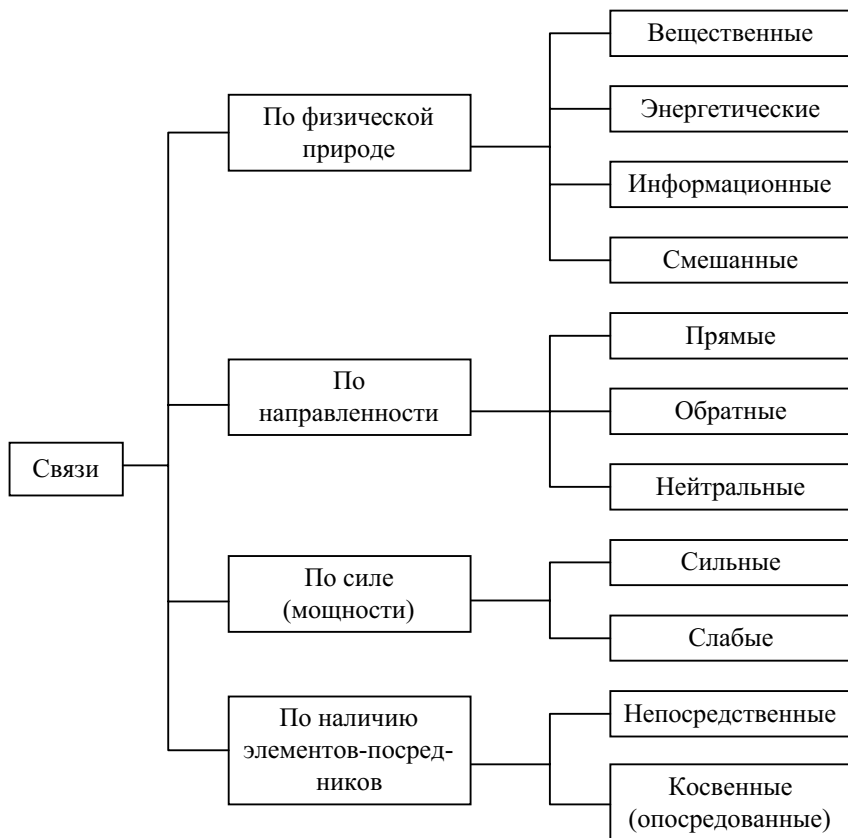 Связи
По физической
природе
Вещественные
Энергетические
Информационные
Смешанные
По
направленности
Прямые
Обратные
Нейтральные
По силе
(мощности)
Сильные
Слабые
По наличию
элементов-посред-
ников
Непосредственные
Косвенные
(опосредованные)